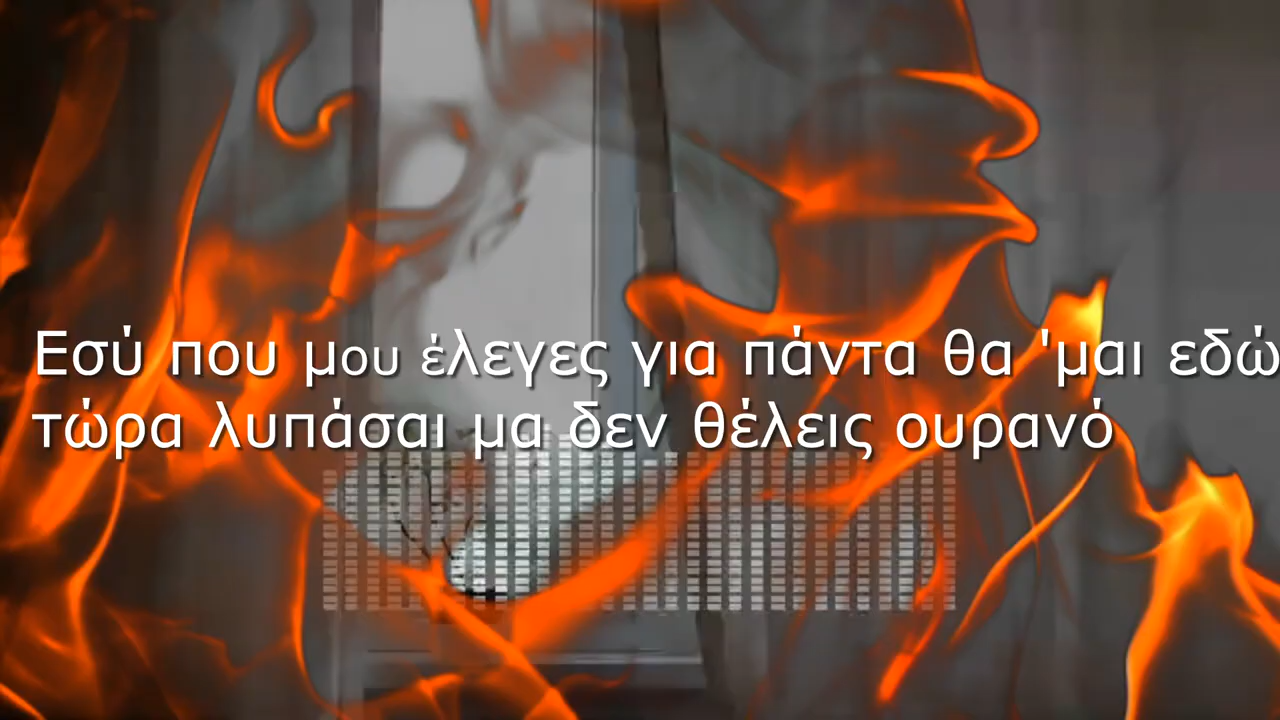 Εσύ που μου έλεγες για πάντα θα 'μαι εδώ
τώρα λυπάσαι μα δεν θέλεις ουρανό